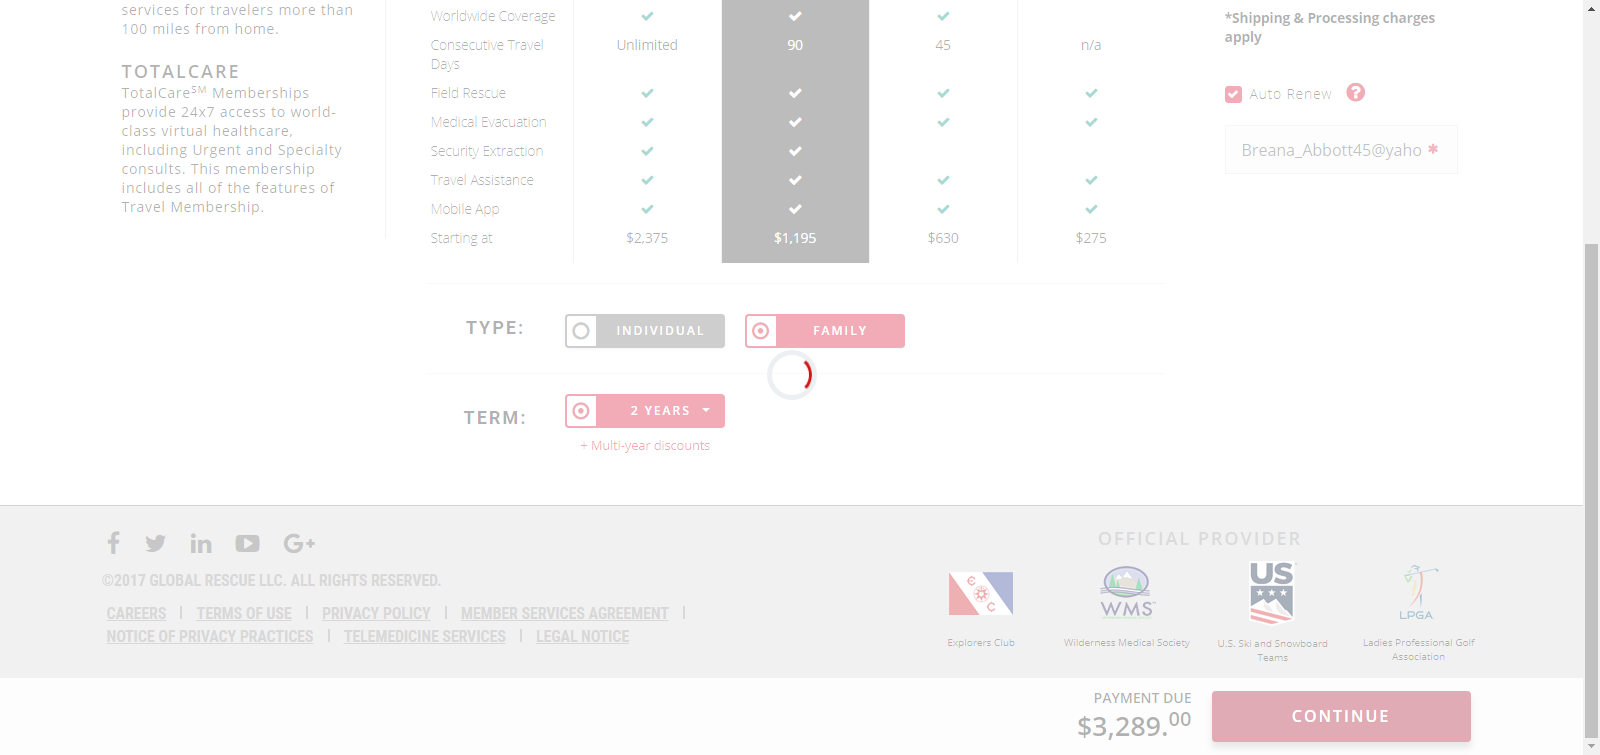 services for travelers more than
100 miles from home.
TOTALCARE
TotalCareSM Memberships
provide 24x7 access to world-
class virtual healthcare,
including Urgent and Specialty
consults. This membership
includes all of the features of
Travel Membership.
Worldwide Coverage
Consecutive Travel Unlimited 90 45 n/a
Days
Field Rescue
Medical Evacuation
Security Extraction
Travel Assistance
Mobile App
Starting at $2,375 $1,195 $630 $275
*Shipping & Processing charges
apply
Auto Renew ?
Breana_Abbott45@yaho *
TYPE: INDIVIDUAL FAMILY
TERM: 2 YEARS
+ Multi-year discounts
©2017 GLOBAL RESCUE LLC. ALL RIGHTS RESERVED.
CAREERS | TERMS OF USE | PRIVACY POLICY | MEMBER SERVICES AGREEMENT |
NOTICE OF PRIVACY PRACTICES | TELEMEDICINE SERVICES | LEGAL NOTICE
OFFICIAL PROVIDER
WMS
US
LPGA
Explorers Club
Wilderness Medical Society
U.S. Ski and Snowboard
Teams
Ladies Professional Golf
Association
PAYMENT DUE
$3,289.00
CONTINUE